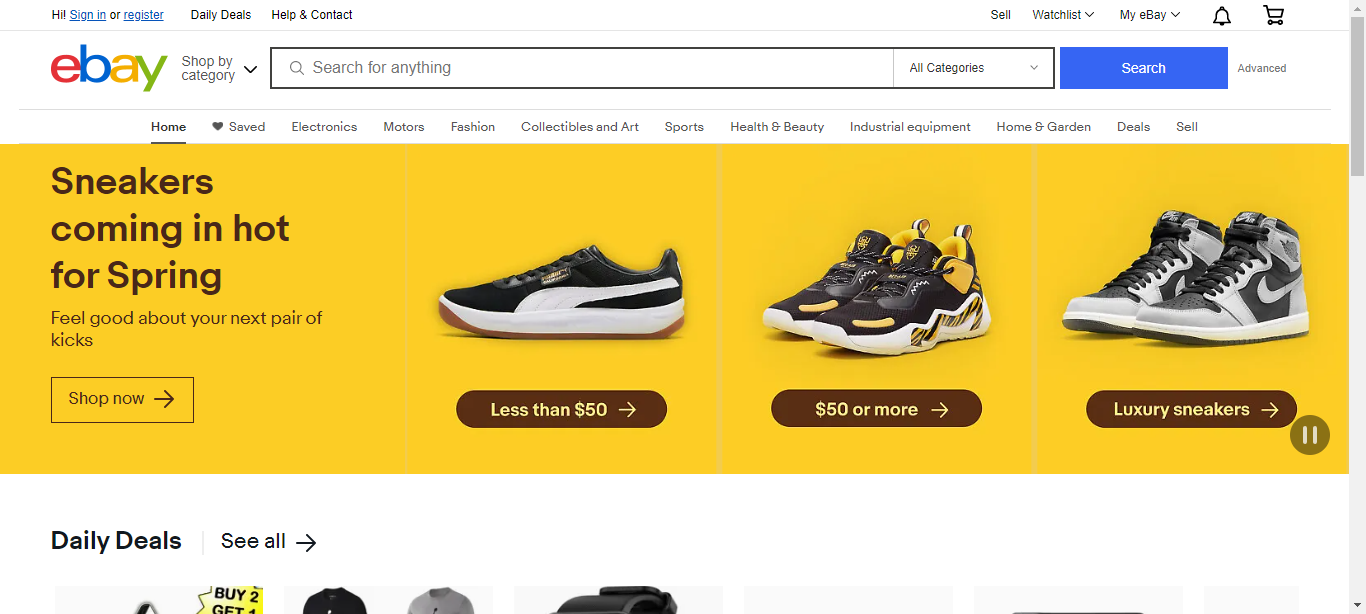 Hi! Sign in or register
Daily Deals
Help & Contact
Sell
Watchlist
My eBay
ebay
Shop by
category
Search for anything
All Categories
Search
Advanced
Home
Saved
Electronics
Motors
Fashion
Collectibles and Art
Sports
Health & Beauty
Industrial equipment
Home & Garden
Deals
Sell
Sneakers
coming in hot
for Spring
Feel good about your next pair of
kicks
Shop now
Less than $50
$50 or more
Luxury sneakers
Daily Deals
See all
BUY 2
GET 1